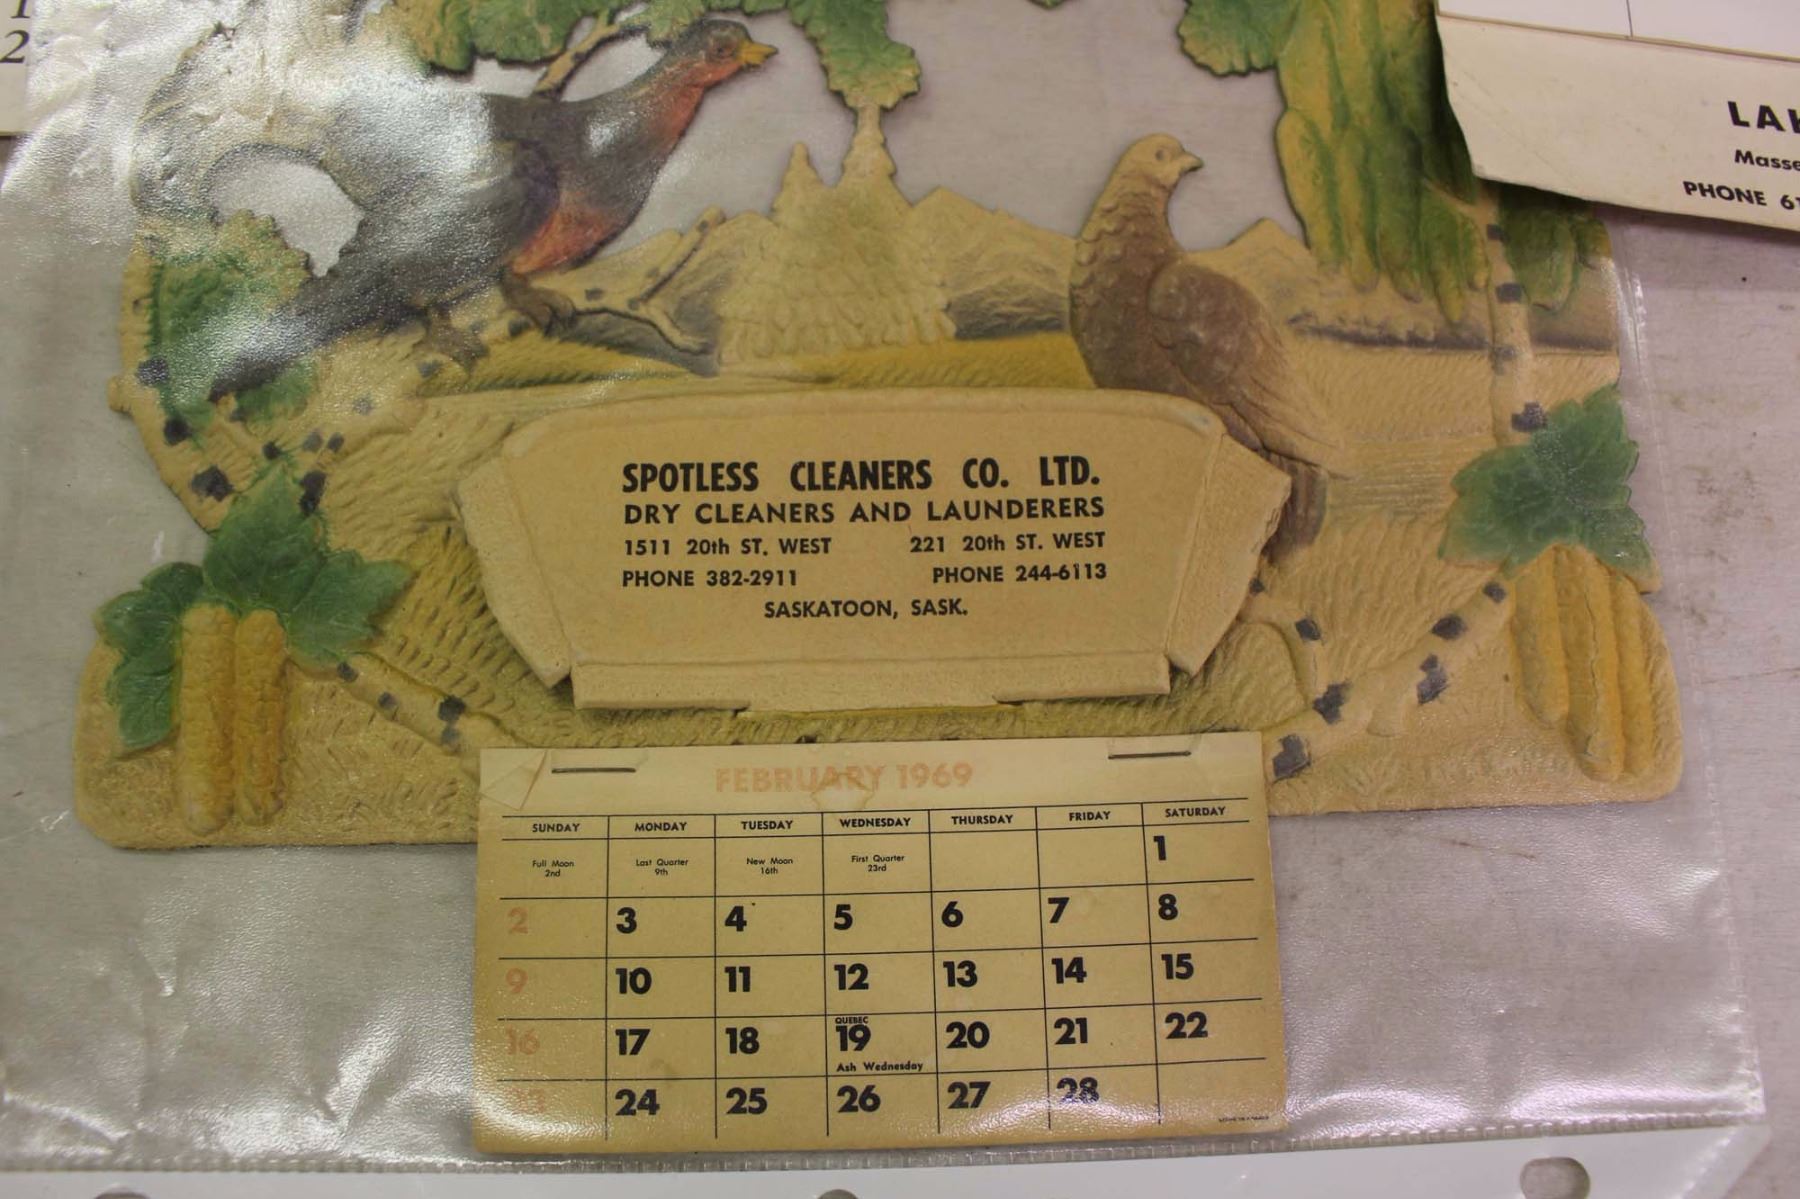 1
2
LAK
Masse
PHONE 61
SPOTLESS CLEANERS CO. LTD.
DRY CLEANERS AND LAUNDERERS
1511 20th ST. WEST 221 20th ST. WEST
PHONE 382-2911 PHONE 244-6113
SASKATOON, SASK.
FEBRUARY 1969
SUNDAY MONDAY TUESDAY WEDNESDAY THURSDAY FRIDAY SATURDAY
Full Moon 2nd Last Quarter 9th New Moon 16th First Quarter 23rd 1
2 3 4 5 6 7 8
9 10 11 12 13 14 15
QUEBEC
16 17 18 19 20 21 22
Ash Wednesday
23 24 25 26 27 28